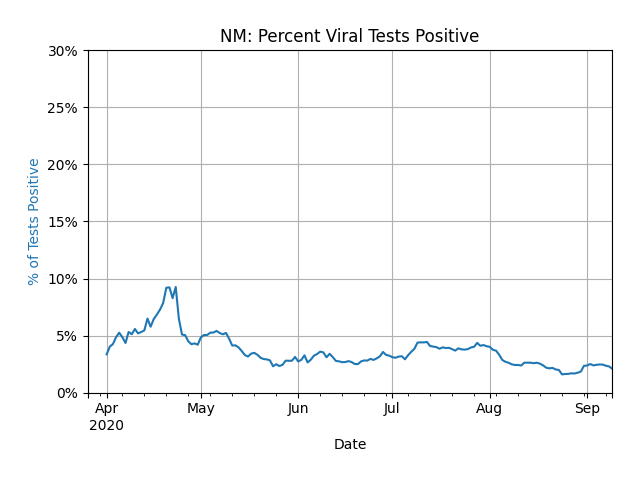 NM: Percent Viral Tests Positive
30%
25%
20%
15%
10%
5%
0%
% of Tests Positive
Apr May Jun Jul Aug Sep
2020
Date